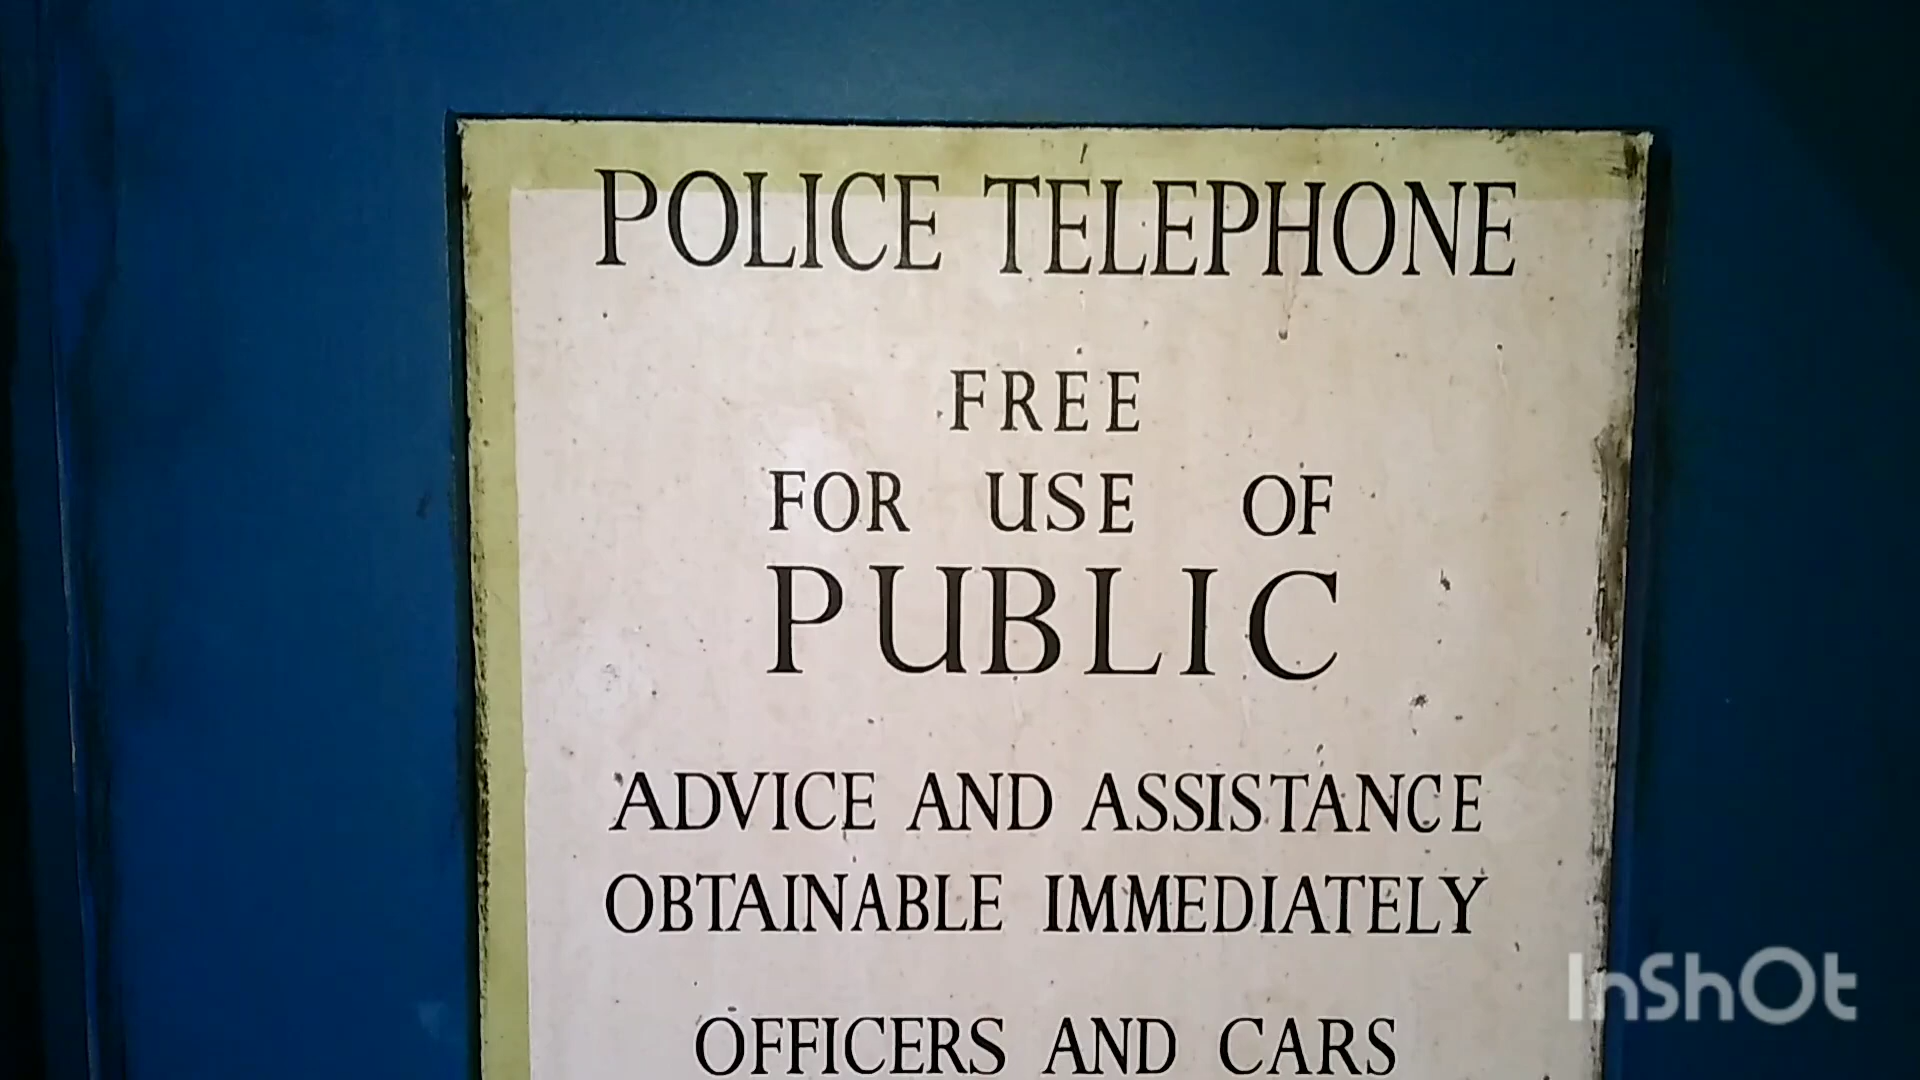 POLICE TELEPHONE
FREE
FOR USE OF
PUBLIC
ADVICE AND ASSISTANCE
OBTAINABLE IMMEDIATELY
OFFICERS AND CARS
InShOt